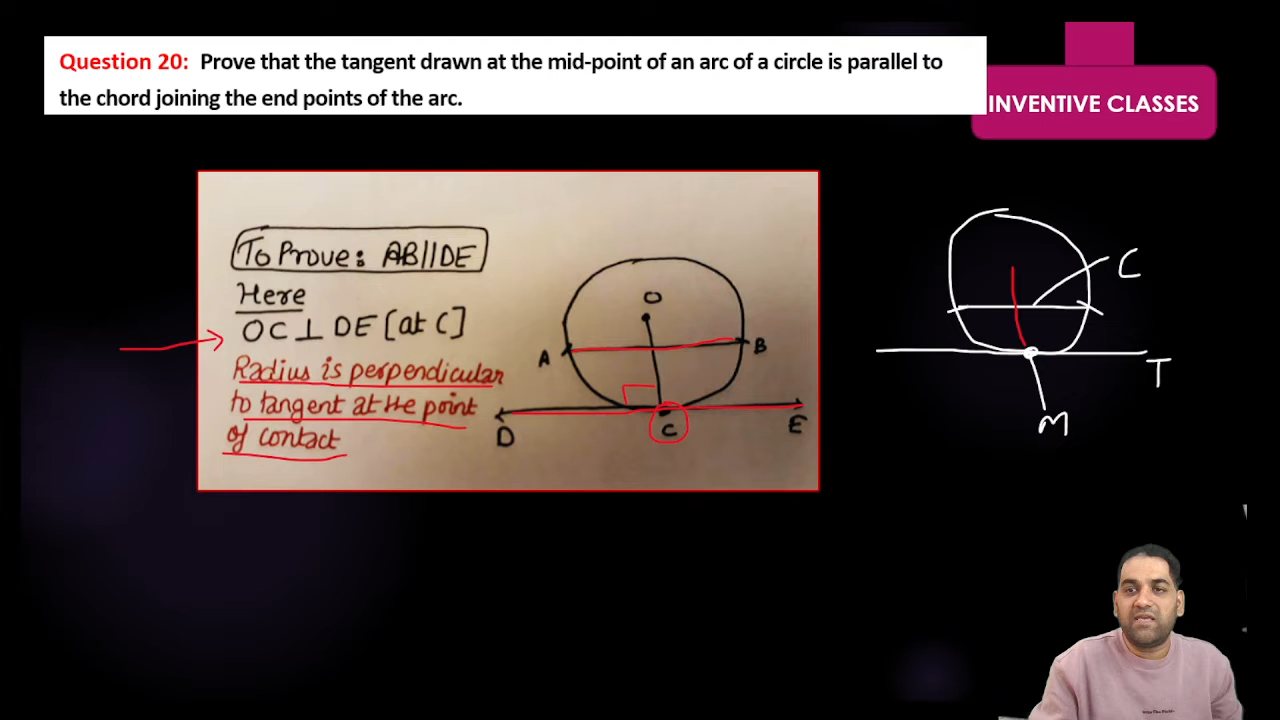 Question 20: Prove that the tangent drawn at the mid-point of an arc of a circle is parallel to
the chord joining the end points of the arc.
INVENTIVE CLASSES
To Prove: AB||DE
Here
OC⊥ DE [at C]
Radius is perpendicular
to tangent at the point
of contact
O
A
B
D
C
E
C
T
M